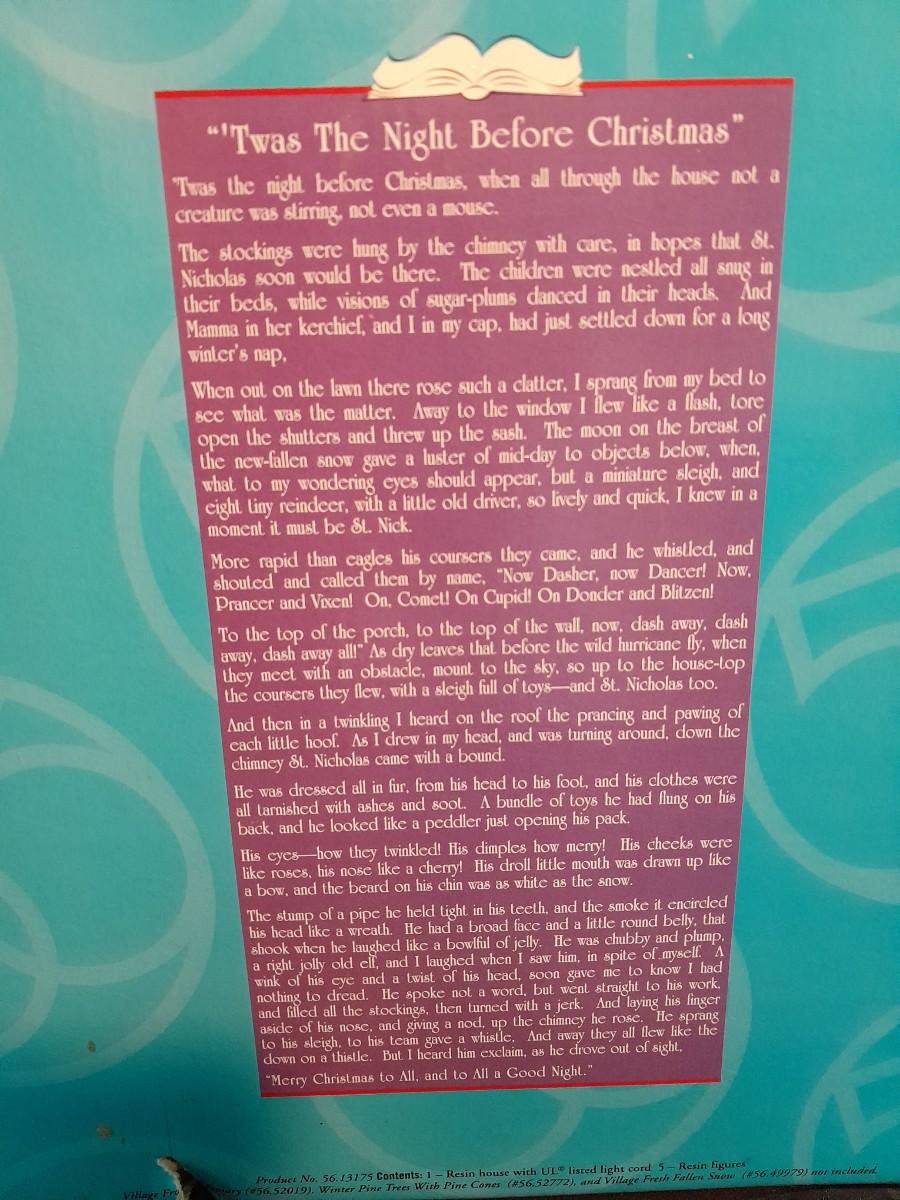 “'Twas The Night Before Christmas”
'Twas the night before Christmas, when all through the house not a
creature was stirring, not even a mouse.
The stockings were hung by the chimney with care, in hopes that St.
Nicholas soon would be there. The children were nestled all snug in
their beds, while visions of sugar-plums danced in their heads. And
Mamma in her kerchief, and I in my cap, had just settled down for a long
winter's nap,
When out on the lawn there rose such a clatter, I sprang from my bed to
see what was the matter. Away to the window I flew like a flash, tore
open the shutters and threw up the sash. The moon on the breast of
the new-fallen snow gave a luster of mid-day to objects below, when,
what to my wondering eyes should appear, but a miniature sleigh, and
eight tiny reindeer, with a little old driver, so lively and quick, I knew in a
moment it must be St. Nick.
More rapid than eagles his coursers they came, and he whistled, and
shouted and called them by name, “Now Dasher, now Dancer! Now,
Prancer and Vixen! On, Comet! On Cupid! On Donder and Blitzen!
To the top of the porch, to the top of the wall, now, dash away, dash
away, dash away all!” As dry leaves that before the wild hurricane fly, when
they meet with an obstacle, mount to the sky, so up to the house-top
the coursers they flew, with a sleigh full of toys—and St. Nicholas too.
And then in a twinkling I heard on the roof the prancing and pawing of
each little hoof. As I drew in my head, and was turning around, down the
chimney St. Nicholas came with a bound.
He was dressed all in fur, from his head to his foot, and his clothes were
all tarnished with ashes and soot. A bundle of toys he had flung on his
back, and he looked like a peddler just opening his pack.
His eyes—how they twinkled! His dimples how merry! His cheeks were
like roses, his nose like a cherry! His droll little mouth was drawn up like
a bow, and the beard on his chin was as white as the snow.
The stump of a pipe he held tight in his teeth, and the smoke it encircled
his head like a wreath. He had a broad face and a little round belly, that
shook when he laughed like a bowlful of jelly. He was chubby and plump,
a right jolly old elf, and I laughed when I saw him, in spite of myself. A
wink of his eye and a twist of his head, soon gave me to know I had
nothing to dread. He spoke not a word, but went straight to his work,
and filled all the stockings, then turned with a jerk. And laying his finger
aside of his nose, and giving a nod, up the chimney he rose. He sprang
to his sleigh, to his team gave a whistle, And away they all flew like the
down on a thistle. But I heard him exclaim, as he drove out of sight,
“Merry Christmas to All, and to All a Good Night.”
Product No. 56.13175 Contents: 1 – Resin house with UL® listed light cord 5 – Resin figures
Village (#56.52019), Winter Pine Trees With Pine Cones (#56.52772), and Village Fresh Fallen Snow (#56.49979) not included.